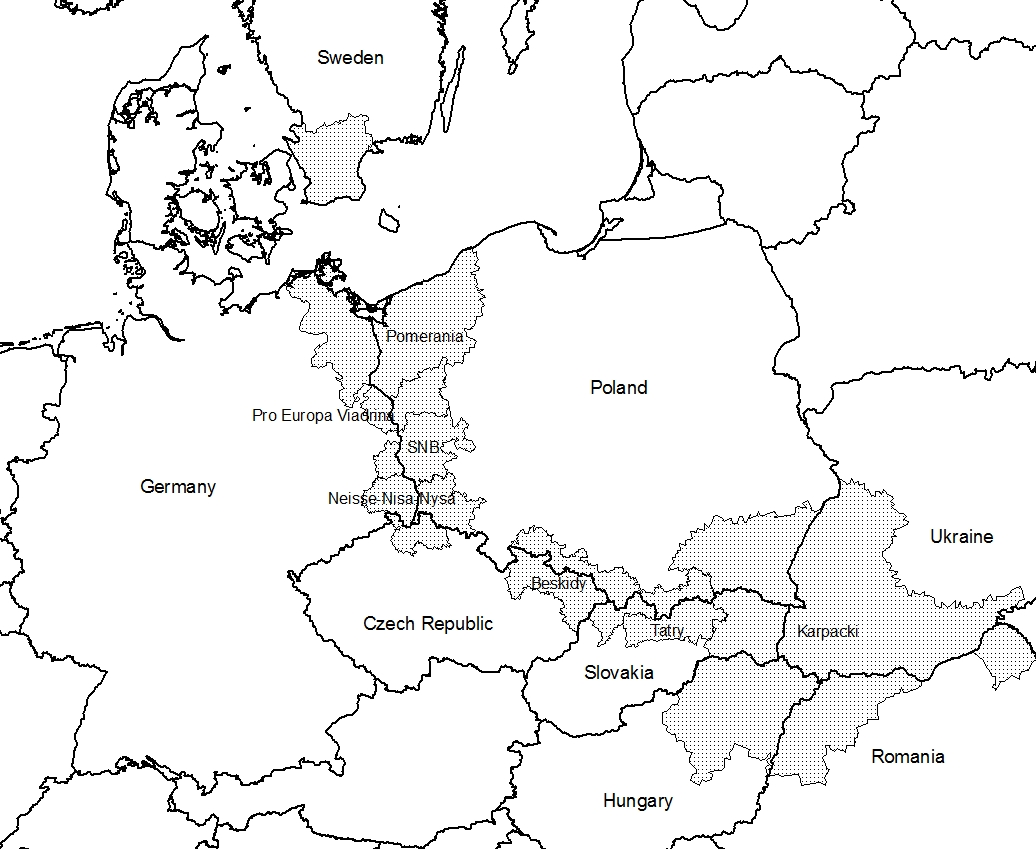 Sweden
Pomerania
Poland
Pro Europa Viadrina
SNB
Germany
Neisse-Nisa-Nysa
Ukraine
Beskidy
Czech Republic
Tatry
Karpacki
Slovakia
Romania
Hungary